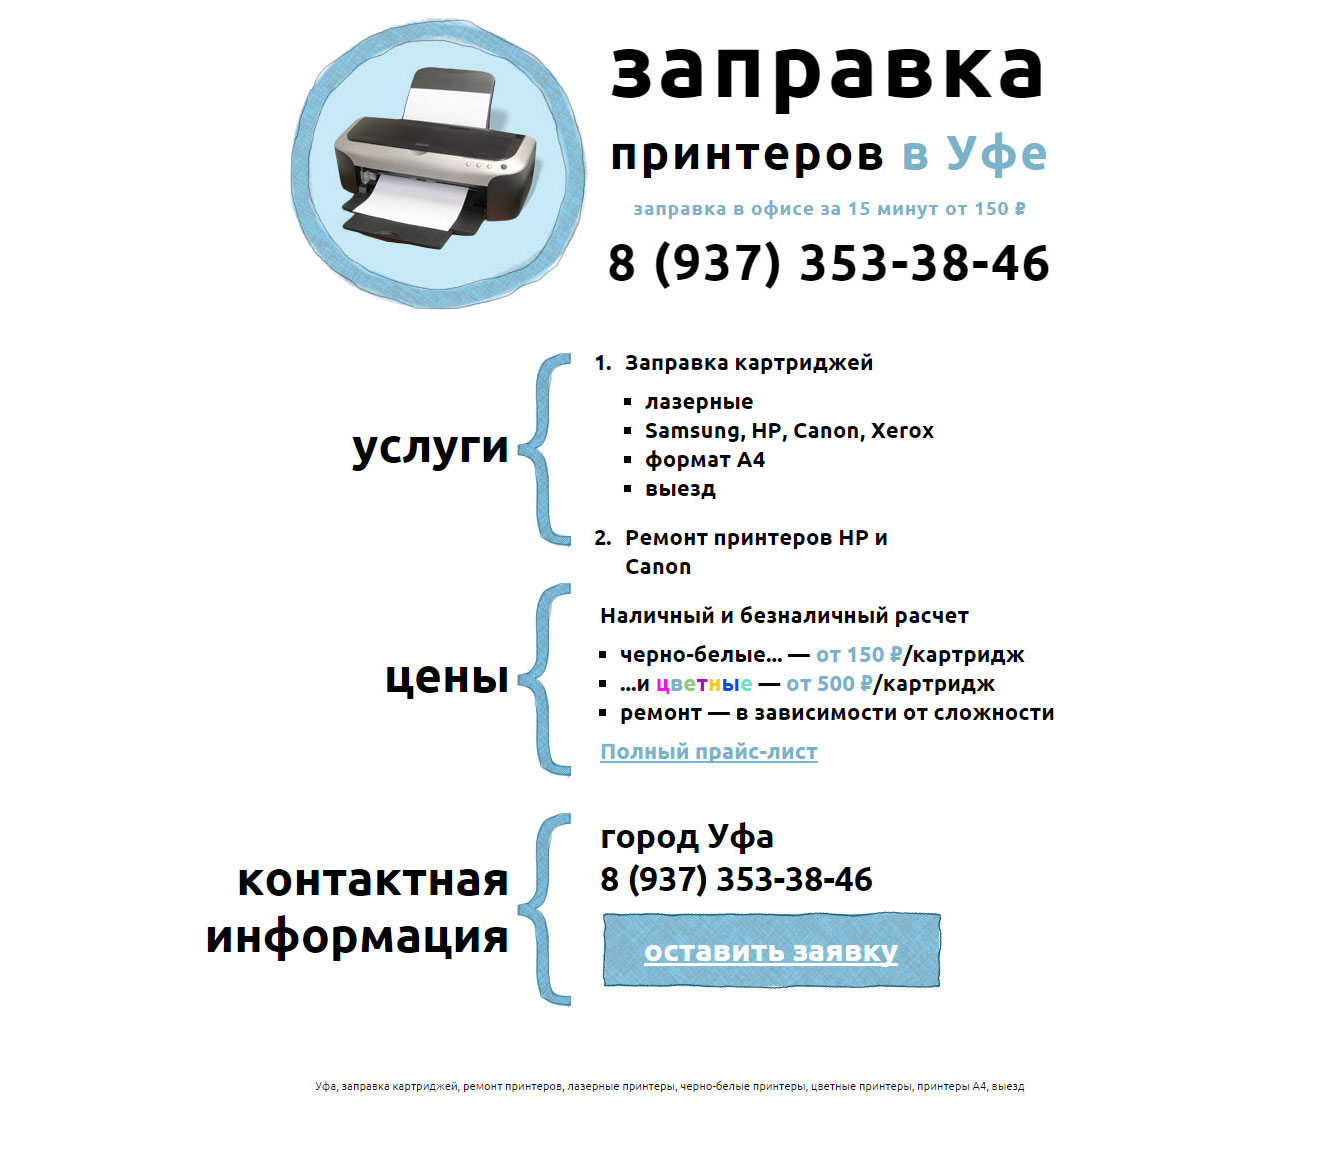 заправка
принтеров в Уфе
заправка в офисе за 15 минут от 150 ₽
8 (937) 353-38-46
услуги
1. Заправка картриджей
лазерные
Samsung, HP, Canon, Xerox
формат А4
выезд
2. Ремонт принтеров HP и
Canon
цены
Наличный и безналичный расчет
черно-белые... — от 150 ₽/картридж
...и цветные — от 500 ₽/картридж
ремонт — в зависимости от сложности
Полный прайс-лист
контактная
информация
город Уфа
8 (937) 353-38-46
оставить заявку
Уфа, заправка картриджей, ремонт принтеров, лазерные принтеры, черно-белые принтеры, цветные принтеры, принтеры А4, выезд